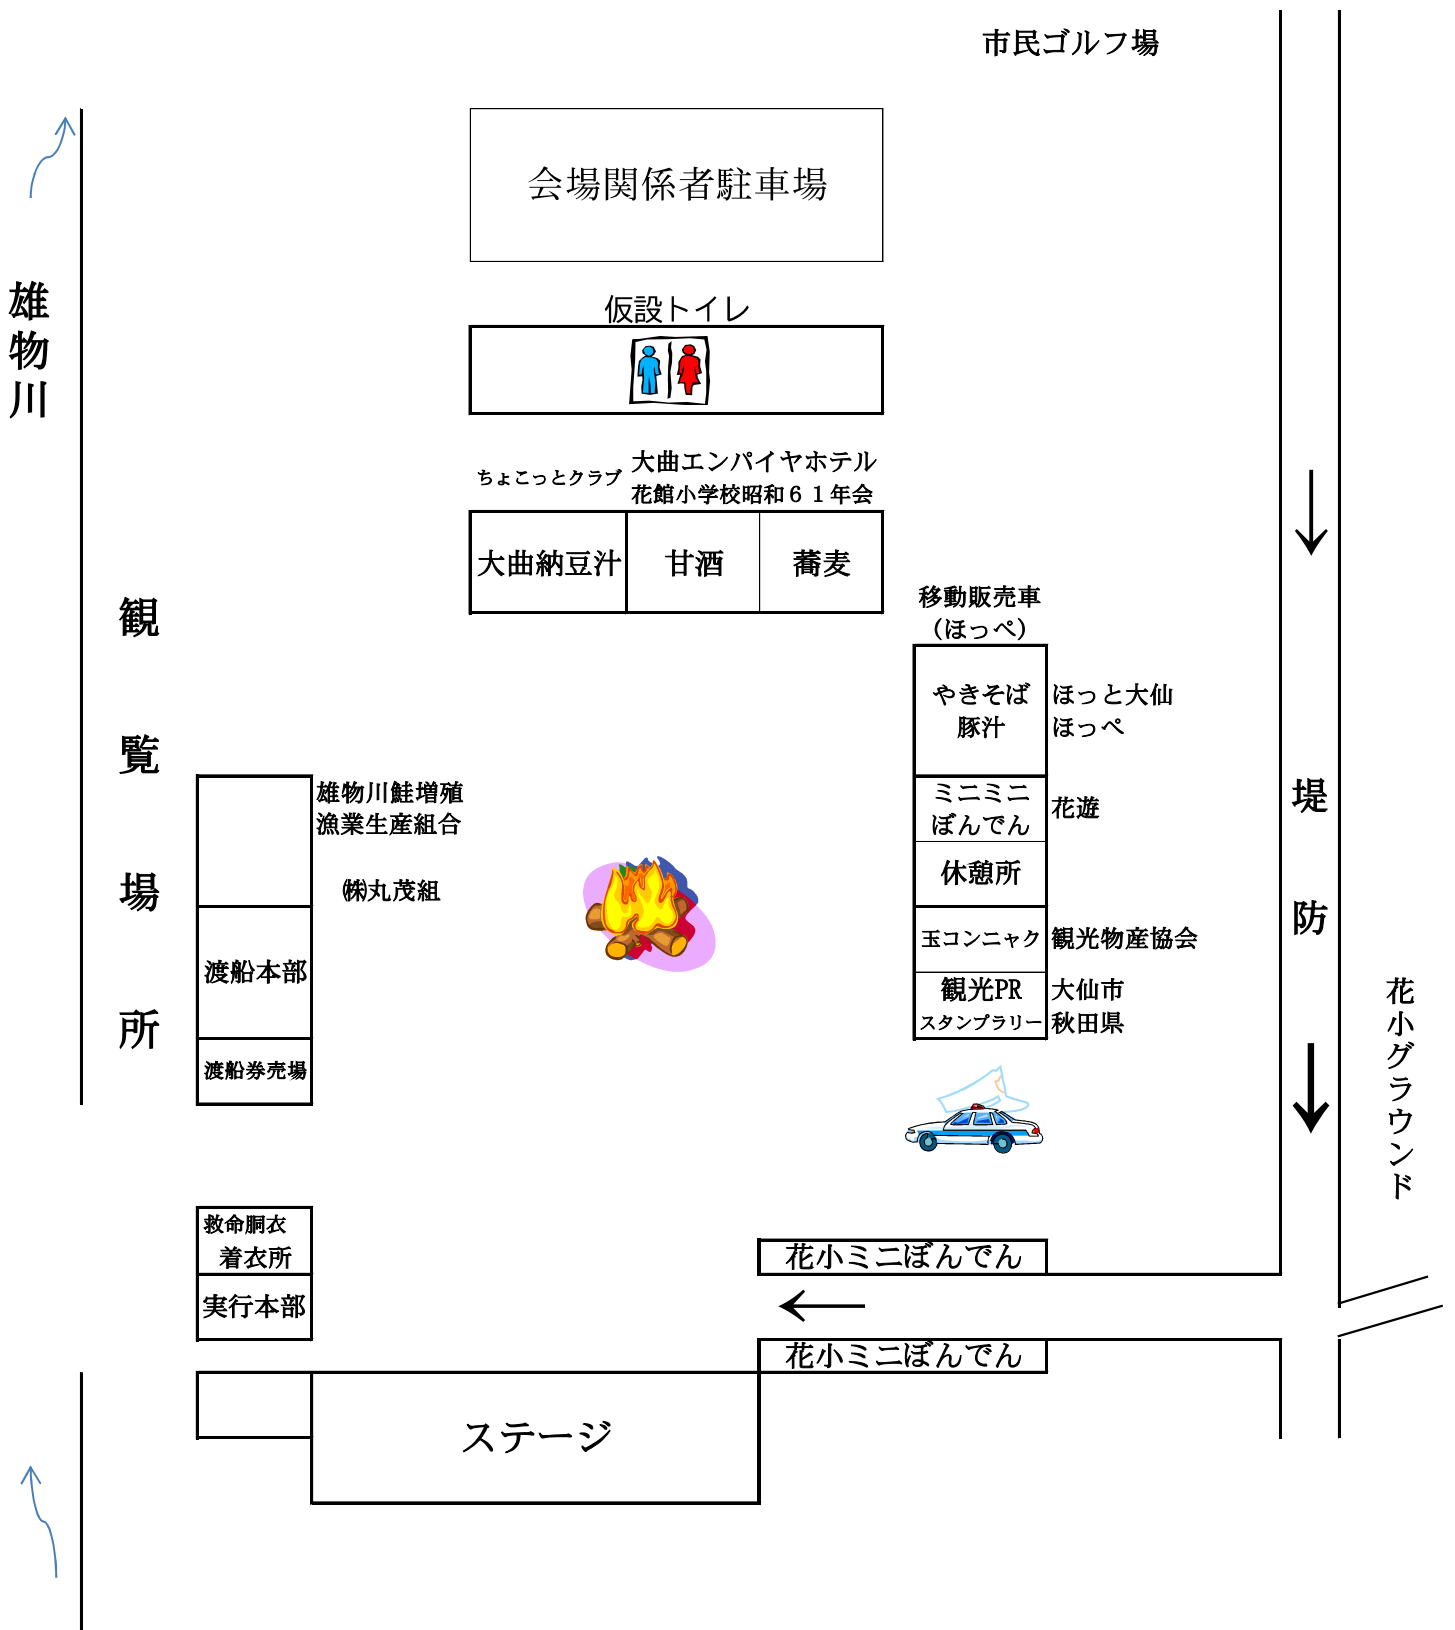 市民ゴルフ場
会場関係者駐車場
雄物川
仮設トイレ
ちょこっとクラブ
大曲エンパイヤホテル
花館小学校昭和６１年会
大曲納豆汁
甘酒
蕎麦
移動販売車
（ほっぺ）
やきそば
豚汁
ほっと大仙
ほっぺ
ミニミニ
ぼんでん
花遊
休憩所
玉コンニャク
観光物産協会
観光PR
スタンプラリー
大仙市
秋田県
観覧場所
雄物川鮭増殖
漁業生産組合
㈱丸茂組
渡船本部
渡船券売場
堤防
花小グラウンド
救命胴衣
着衣所
実行本部
花小ミニぼんでん
花小ミニぼんでん
ステージ